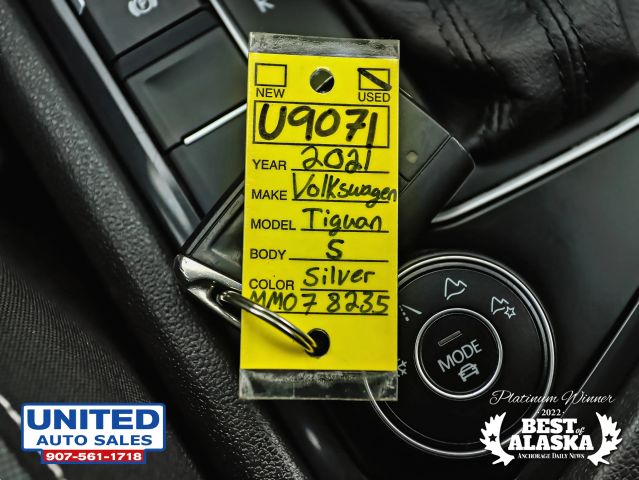 NEW
USED
U9071
YEAR 2021
MAKE Volkswagen
MODEL Tiguan
BODY S
COLOR Silver
MM078235
MODE
UNITED
AUTO SALES
907-561-1718
Platinum Winner
·2022·
BEST of
ALASKA
ANCHORAGE DAILY NEWS